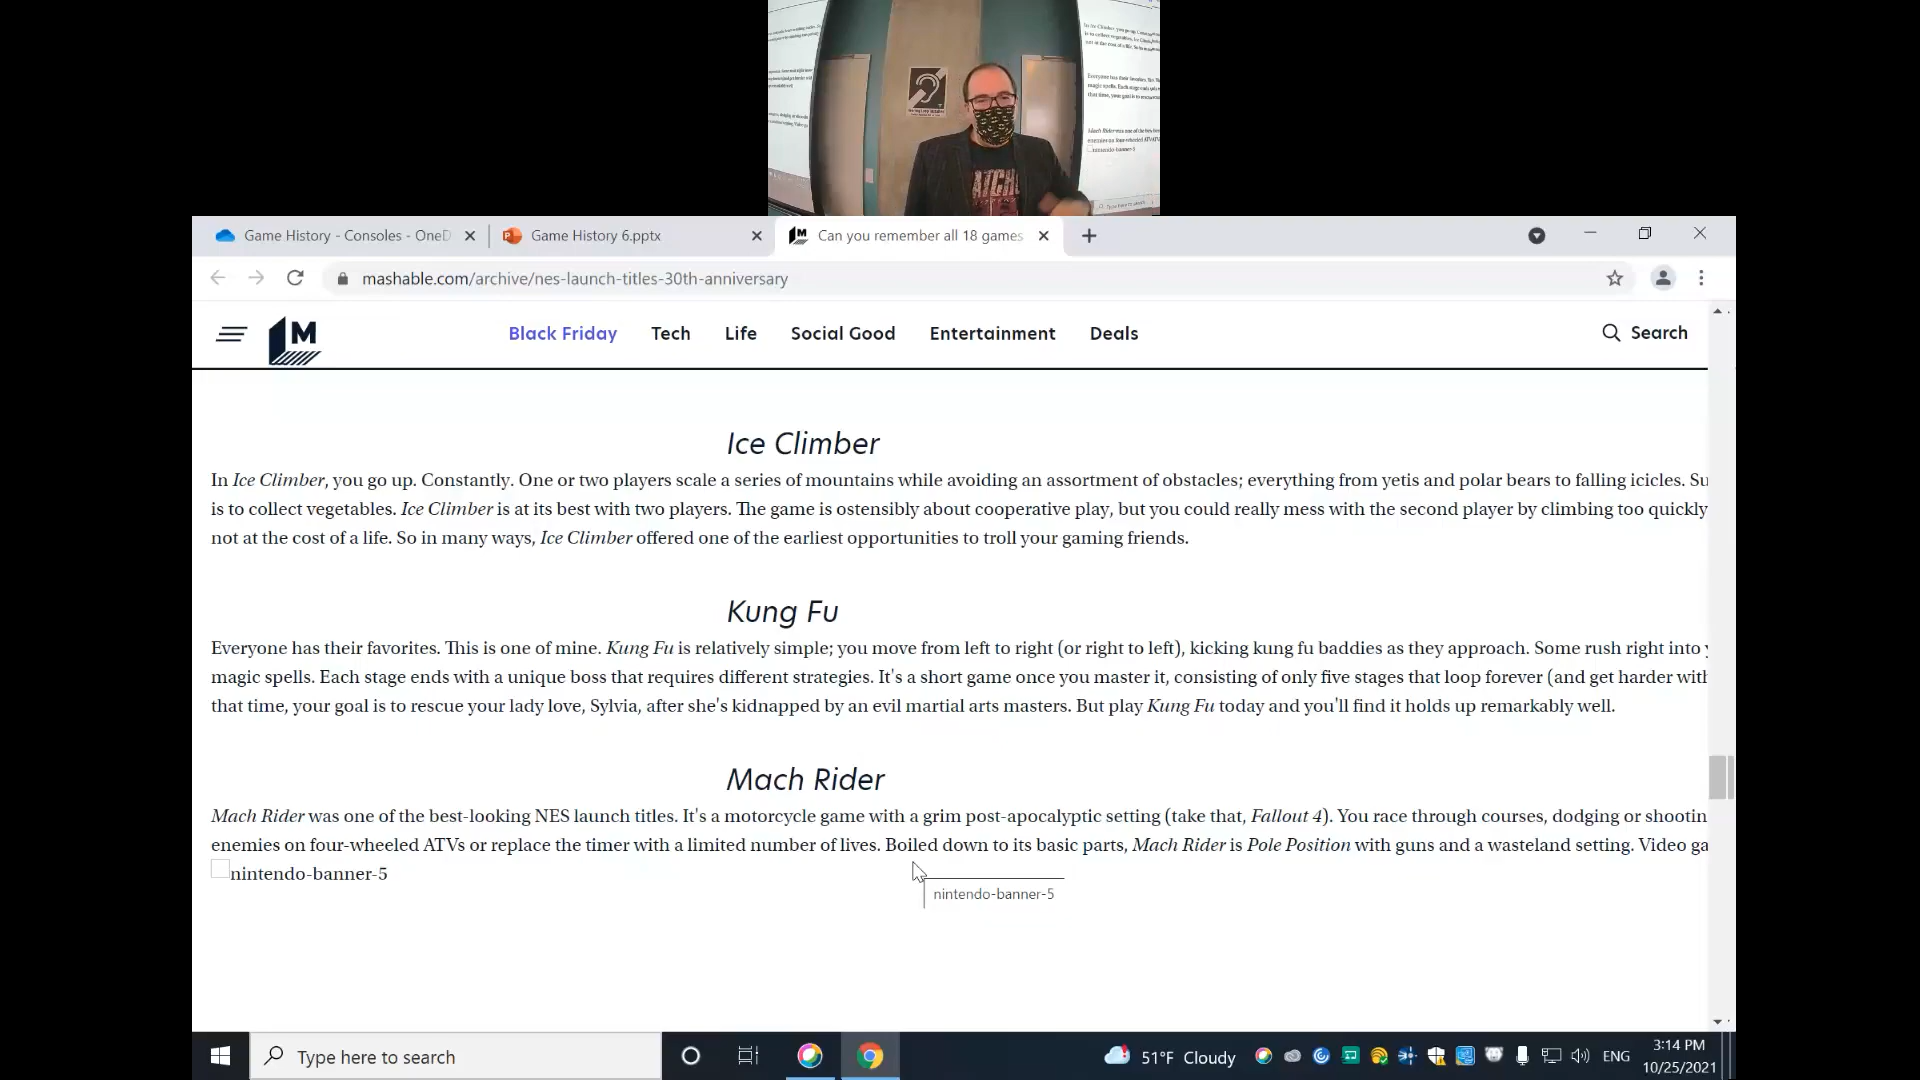 Game History - Consoles - OneD
Game History 6.pptx
Can you remember all 18 games
mashable.com/archive/nes-launch-titles-30th-anniversary
M
Black Friday Tech Life Social Good Entertainment Deals
Search
Ice Climber
In Ice Climber, you go up. Constantly. One or two players scale a series of mountains while avoiding an assortment of obstacles; everything from yetis and polar bears to falling icicles. Su
is to collect vegetables. Ice Climber is at its best with two players. The game is ostensibly about cooperative play, but you could really mess with the second player by climbing too quickly
not at the cost of a life. So in many ways, Ice Climber offered one of the earliest opportunities to troll your gaming friends.
Kung Fu
Everyone has their favorites. This is one of mine. Kung Fu is relatively simple; you move from left to right (or right to left), kicking kung fu baddies as they approach. Some rush right into y
magic spells. Each stage ends with a unique boss that requires different strategies. It's a short game once you master it, consisting of only five stages that loop forever (and get harder with
that time, your goal is to rescue your lady love, Sylvia, after she's kidnapped by an evil martial arts masters. But play Kung Fu today and you'll find it holds up remarkably well.
Mach Rider
Mach Rider was one of the best-looking NES launch titles. It's a motorcycle game with a grim post-apocalyptic setting (take that, Fallout 4). You race through courses, dodging or shootin
enemies on four-wheeled ATVs or replace the timer with a limited number of lives. Boiled down to its basic parts, Mach Rider is Pole Position with guns and a wasteland setting. Video ga
nintendo-banner-5
nintendo-banner-5
Type here to search
51°F Cloudy
ENG
3:14 PM
10/25/2021